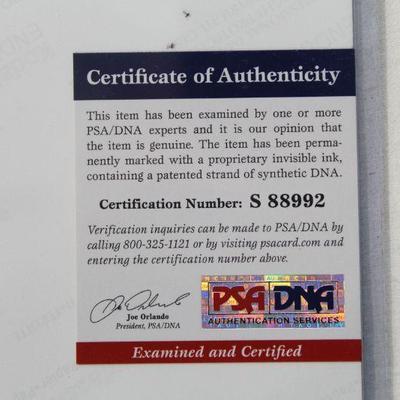 Certificate of Authenticity
This item has been examined by one or more
PSA/DNA experts and it is our opinion that
the item is genuine. The item has been perma-
nently marked with a proprietary invisible ink,
containing a patented strand of synthetic DNA.
Certification Number: S 88992
Verification inquiries can be made to PSA/DNA by
calling 800-325-1121 or by visiting psacard.com and
entering the certification number above.
Joe Orlando
President, PSA/DNA
PSA DNA
AUTHENTICATION SERVICES
Examined and Certified